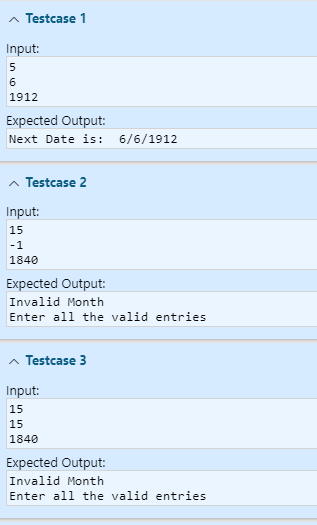 Testcase 1
Input:
5
6
1912
Expected Output:
Next Date is:  6/6/1912
Testcase 2
Input:
15
-1
1840
Expected Output:
Invalid Month
Enter all the valid entries
Testcase 3
Input:
15
15
1840
Expected Output:
Invalid Month
Enter all the valid entries